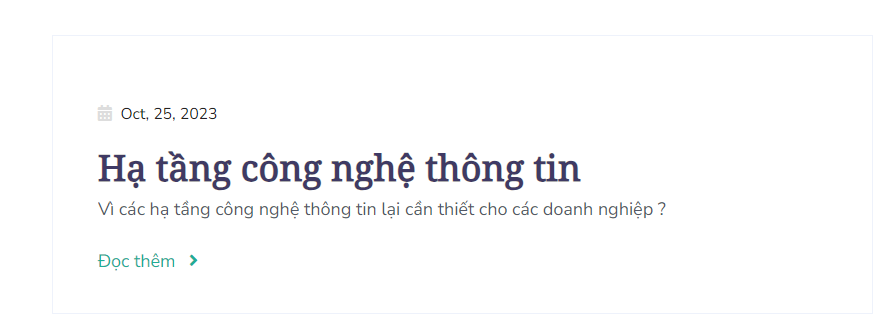 Oct, 25, 2023
Hạ tầng công nghệ thông tin
Vì các hạ tầng công nghệ thông tin lại cần thiết cho các doanh nghiệp ?
Đọc thêm